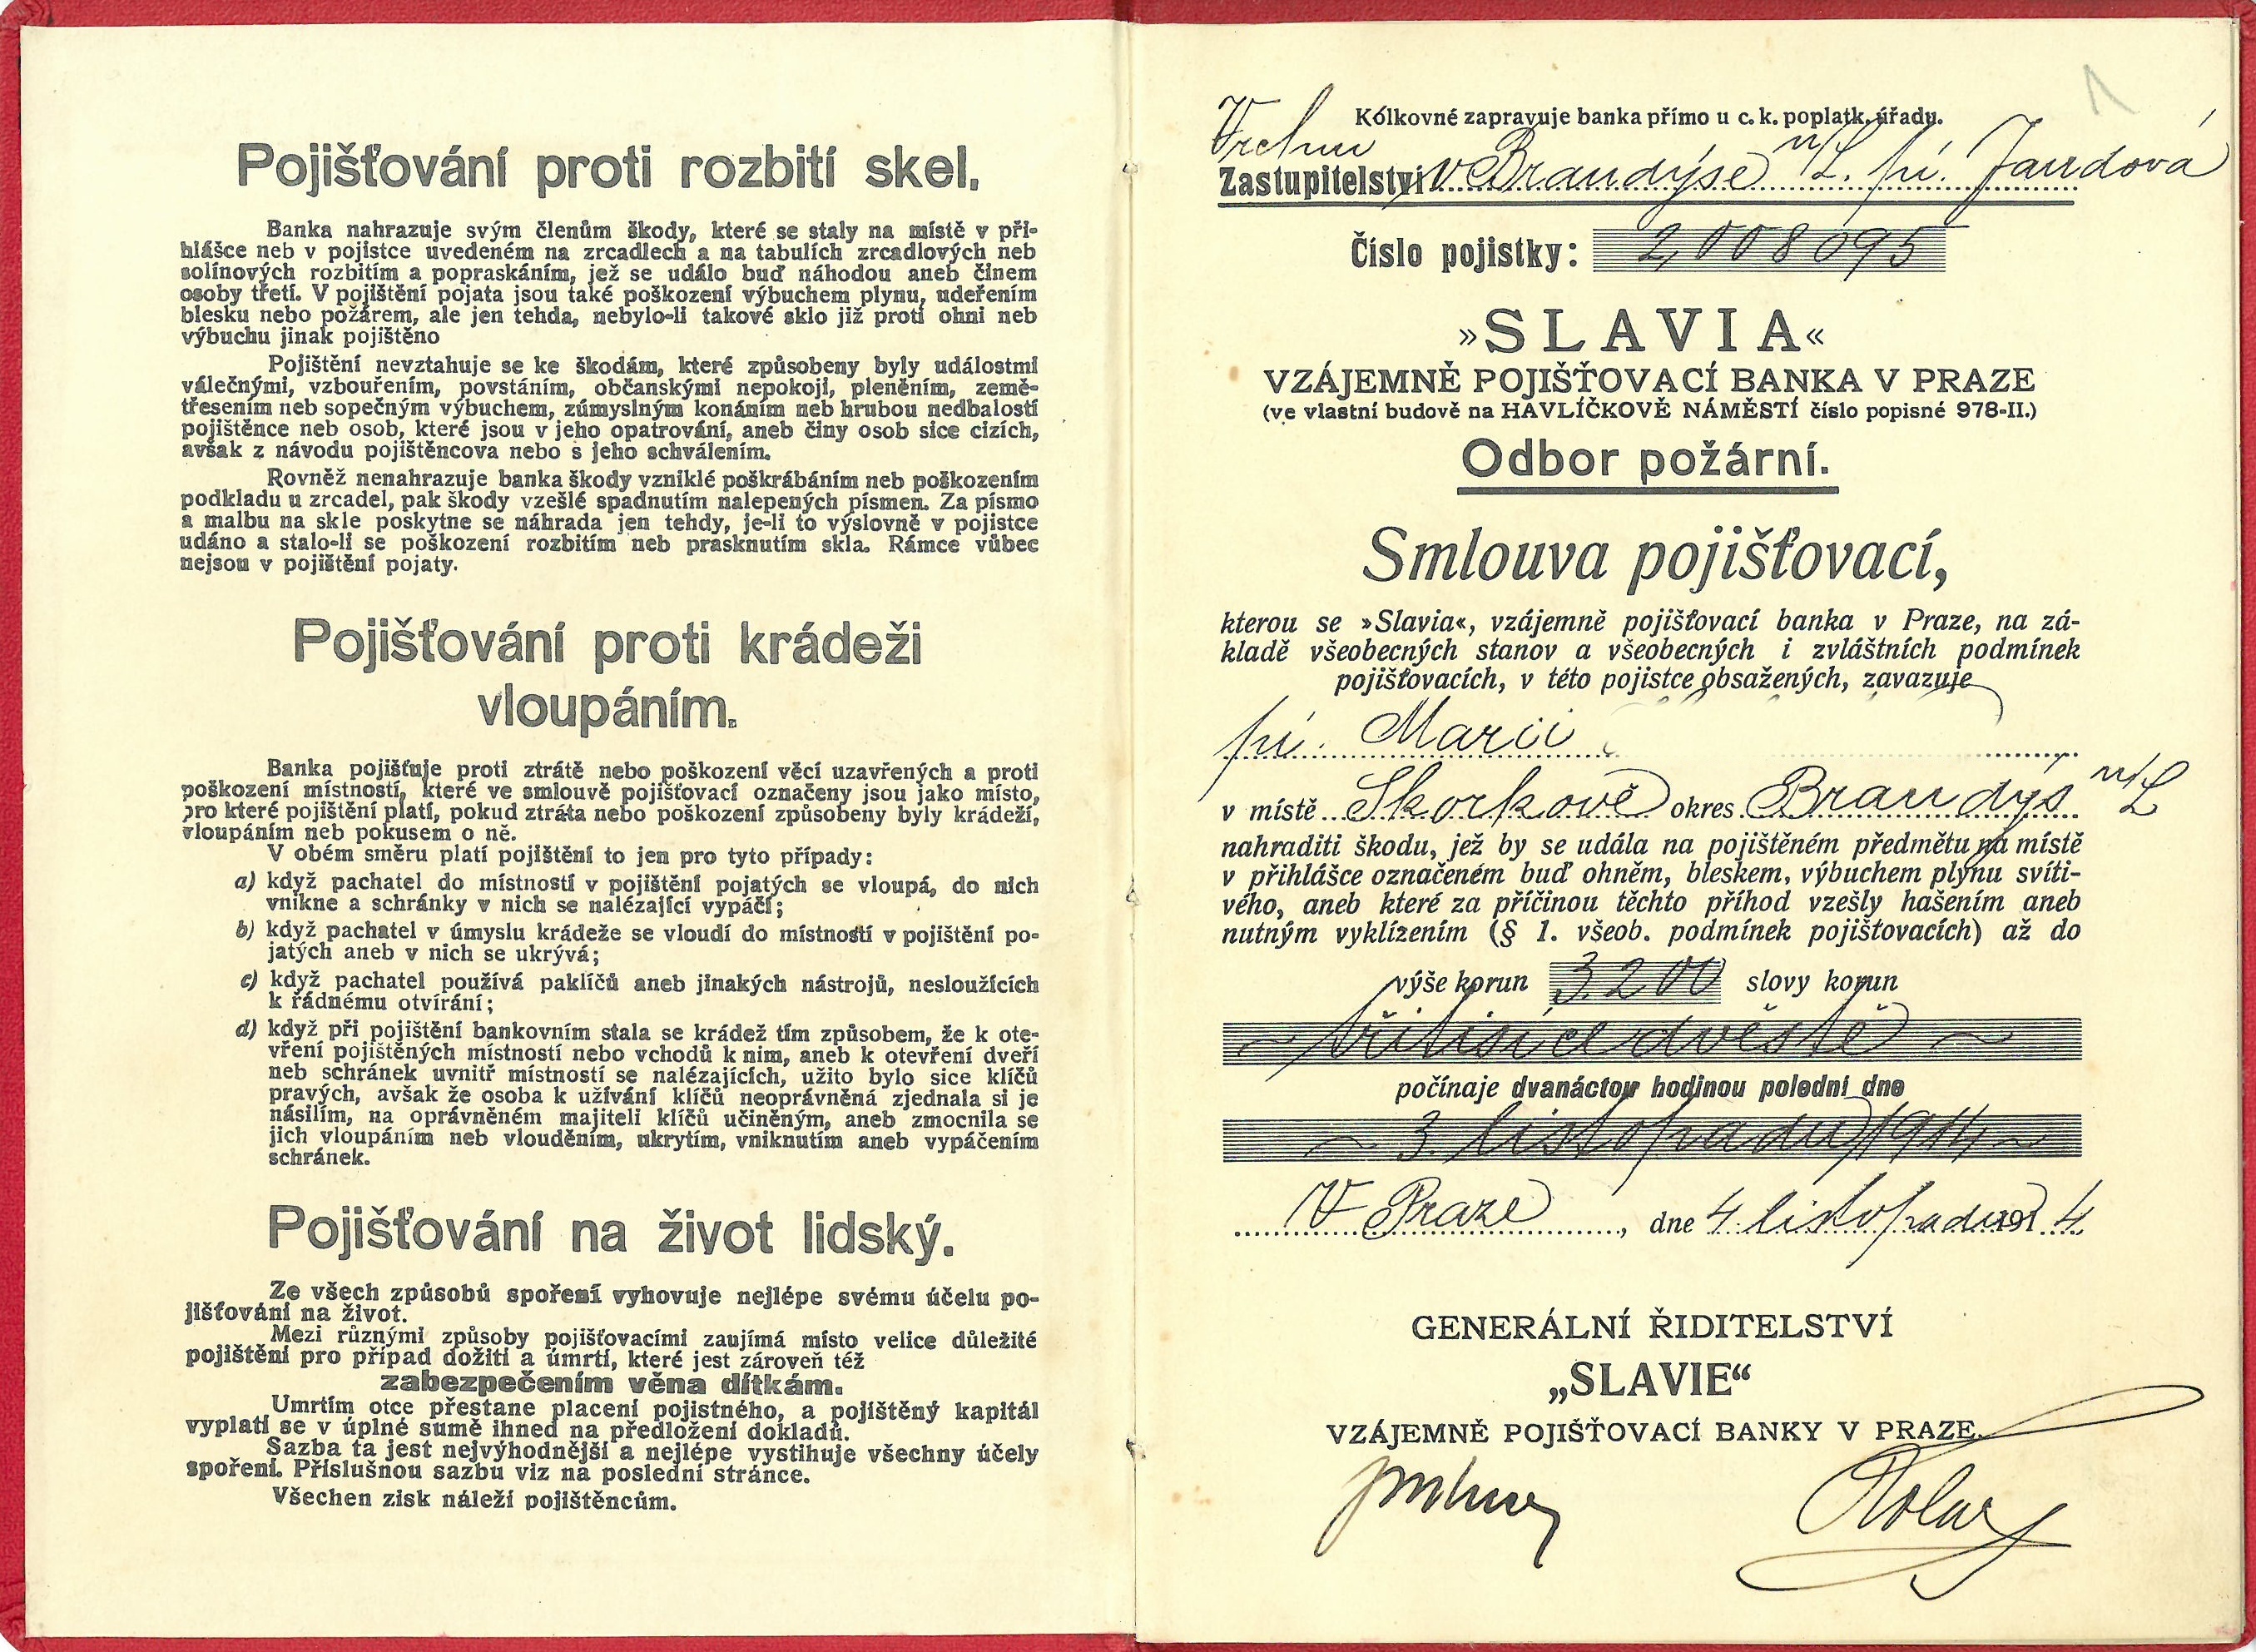 Pojišťování proti rozbití skel.
Banka nahrazuje svým členům škody, které se staly na místě v při-
hlášce neb v pojistce uvedeném na zrcadlech a na tabulích zrcadlových neb
solínových rozbitím a popraskáním, jež se událo buď náhodou aneb činem
osoby třetí. V pojištění pojata jsou také poškození výbuchem plynu, udeřením
blesku nebo požárem, ale jen tehda, nebylo-li takové sklo již proti ohni neb
výbuchu jinak pojištěno
Pojištění nevztahuje se ke škodám, které způsobeny byly událostmi
válečnými, vzbouřením, povstáním, občanskými nepokoji, pleněním, země-
třesením neb sopečným výbuchem, zúmyslným konáním neb hrubou nedbalostí
pojištěnce neb osob, které jsou v jeho opatrování, aneb činy osob sice cizích,
avšak z návodu pojištěncova nebo s jeho schválením.
Rovněž nenahrazuje banka škody vzniklé poškrábáním neb poškozením
podkladu u zrcadel, pak škody vzešlé spadnutím nalepených písmen. Za písmo
a malbu na skle poskytne se náhrada jen tehdy, je-li to výslovně v pojistce
udáno a stalo-li se poškození rozbitím neb prasknutím skla. Rámce vůbec
nejsou v pojištění pojaty.
Pojišťování proti krádeži
vloupáním.
Banka pojišťuje proti ztrátě nebo poškození věcí uzavřených a proti
poškození místností, které ve smlouvě pojišťovací označeny jsou jako místo,
pro které pojištění platí, pokud ztráta nebo poškození způsobeny byly krádeží,
vloupáním neb pokusem o ně.
V obém směru platí pojištění to jen pro tyto případy:
a) když pachatel do místností v pojištění pojatých se vloupá, do nich
vnikne a schránky v nich se nalézající vypáčí;
b) když pachatel v úmyslu krádeže se vloudí do místností v pojištění po-
jatých aneb v nich se ukrývá;
c) když pachatel používá paklíčů aneb jinakých nástrojů, nesloužících
k řádnému otvírání;
d) když při pojištění bankovním stala se krádež tím způsobem, že k ote-
vření pojištěných místností nebo vchodů k nim, aneb k otevření dveří
neb schránek uvnitř místností se nalézajících, užito bylo sice klíčů
pravých, avšak že osoba k užívání klíčů neoprávněná zjednala si je
násilím, na oprávněném majiteli klíčů učiněným, aneb zmocnila se
jich vloupáním neb vlouděním, ukrytím, vniknutím aneb vypáčením
schránek.
Pojišťování na život lidský.
Ze všech způsobů spoření vyhovuje nejlépe svému účelu po-
jišťování na život.
Mezi různými způsoby pojišťovacími zaujímá místo velice důležité
pojištění pro případ dožití a úmrtí, které jest zároveň též
zabezpečením věna dítkám.
Umrtím otce přestane placení pojistného, a pojištěný kapitál
vyplatí se v úplné sumě ihned na předložení dokladů.
Sazba ta jest nejvýhodnější a nejlépe vystihuje všechny účely
spoření. Příslušnou sazbu viz na poslední stránce.
Všechen zisk náleží pojištěncům.
Kólkovné zapravuje banka přímo u c. k. poplatk. úřadu.
Vrchní
Zastupitelství v Brandýse n/L. pí. Jandová
Číslo pojistky: 2,008095
»SLAVIA«
VZÁJEMNĚ POJIŠŤOVACÍ BANKA V PRAZE
(ve vlastní budově na HAVLÍČKOVĚ NÁMĚSTÍ číslo popisné 978-II.)
Odbor požární.
Smlouva pojišťovací,
kterou se »Slavia«, vzájemně pojišťovací banka v Praze, na zá-
kladě všeobecných stanov a všeobecných i zvláštních podmínek
pojišťovacích, v této pojistce obsažených, zavazuje
pí. Marii
v místě Skorkově okres Brandýs n/L
nahraditi škodu, jež by se udála na pojištěném předmětu na místě
v přihlášce označeném buď ohněm, bleskem, výbuchem plynu svíti-
vého, aneb které za příčinou těchto příhod vzešly hašením aneb
nutným vyklízením (§ 1. všeob. podmínek pojišťovacích) až do
výše korun 3.200 slovy korun
třitisícedvěstě
počínaje dvanáctou hodinou polední dne
3. listopadu 1914
V Praze, dne 4. listopadu 1914.
GENERÁLNÍ ŘIDITELSTVÍ
„SLAVIE“
VZÁJEMNĚ POJIŠŤOVACÍ BANKY V PRAZE.
Kolar